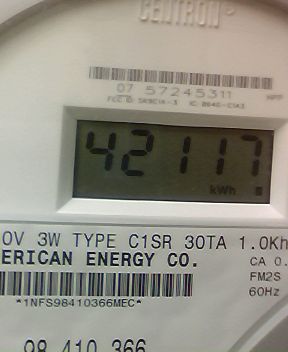 CENTRON
07 57245311
42117
kWh
0V 3W TYPE C1SR 30TA 1.0Kh
ERICAN ENERGY CO.
CA 0.
FM2S
*1NFS98410366MEC*
60Hz
98 410 366